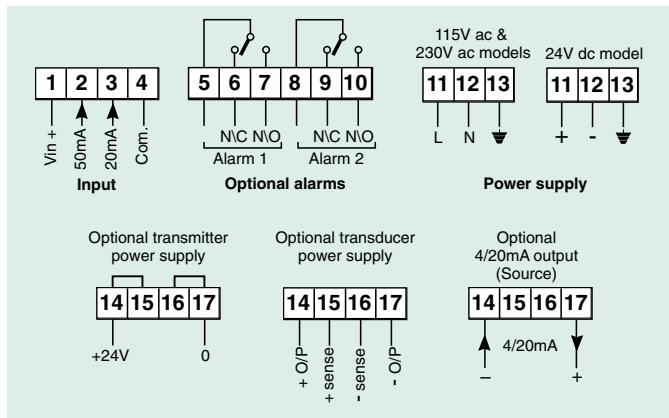 1 2 3 4
Vin +
50mA
20mA
Com.
Input
5 6 7 8 9 10
N\C N\O N\C N\O
Alarm 1 Alarm 2
Optional alarms
115V ac &
230V ac models
11 12 13
L N
24V dc model
11 12 13
+ -
Power supply
Optional transmitter
power supply
14 15 16 17
+24V 0
Optional transducer
power supply
14 15 16 17
+ O/P
+ sense
- sense
- O/P
Optional
4/20mA output
(Source)
14 15 16 17
4/20mA
– +